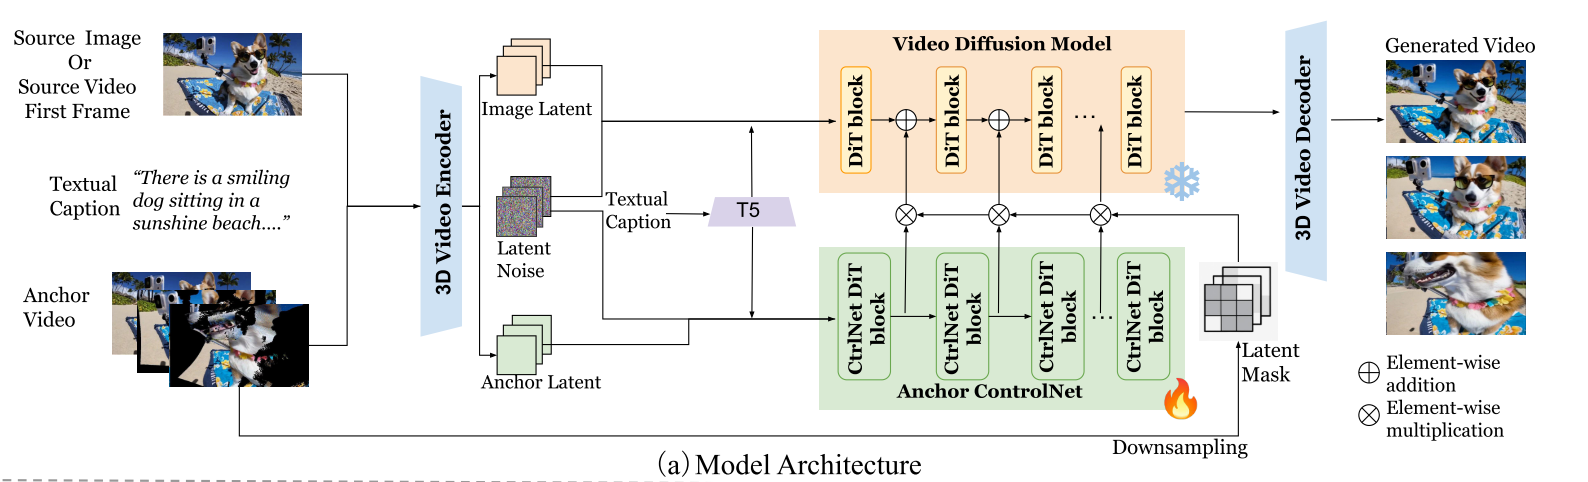 Source Image
Or
Source Video
First Frame
Textual
Caption
“There is a smiling
dog sitting in a
sunshine beach....”
Anchor
Video
3D Video Encoder
Image Latent
Latent
Noise
Anchor Latent
Textual
Caption
T5
Video Diffusion Model
DiT block
DiT block
DiT block
...
DiT block
CtrlNet DiT
block
CtrlNet DiT
block
CtrlNet DiT
block
...
CtrlNet DiT
block
Anchor ControlNet
Latent
Mask
Downsampling
3D Video Decoder
Generated Video
Element-wise
addition
Element-wise
multiplication
(a) Model Architecture